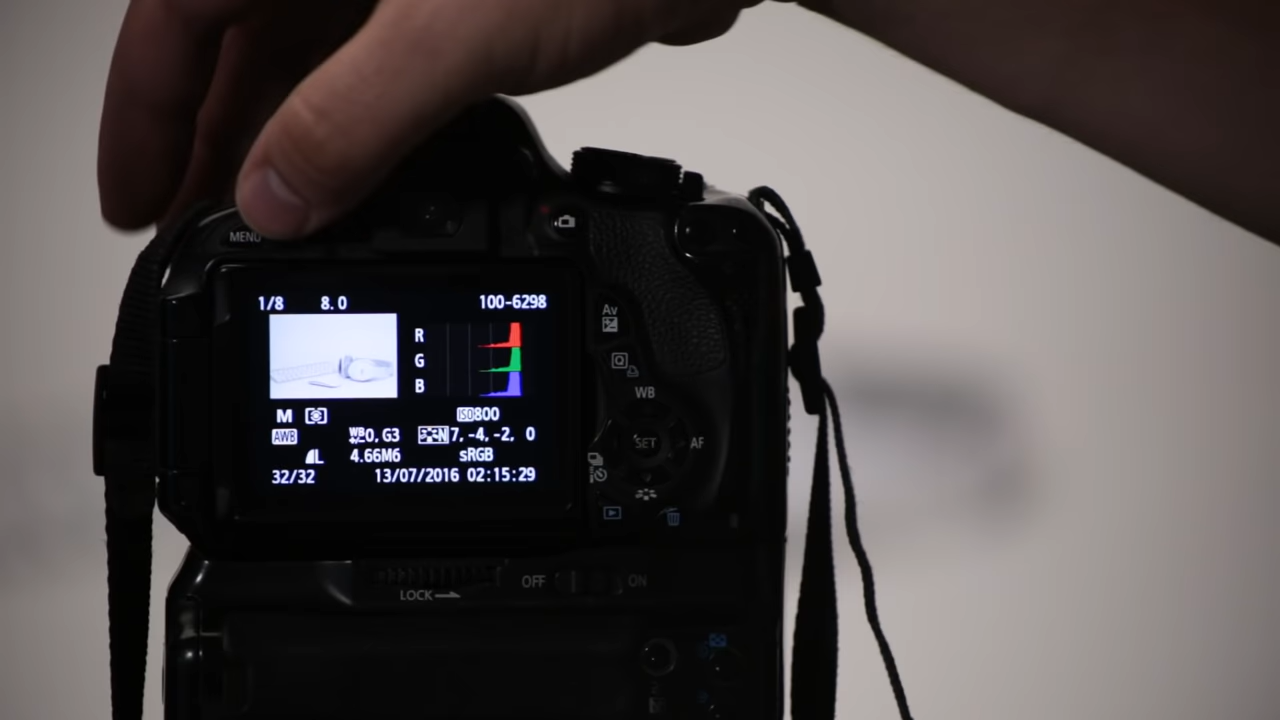 MENU
1/8 8.0 100-6298
R
G
B
M ISO800
AWB WB 0, G3 N 7, -4, -2, 0
L 4.66M6 sRGB
32/32 13/07/2016 02:15:29
Av
Q
WB
SET AF
OFF ON
LOCK